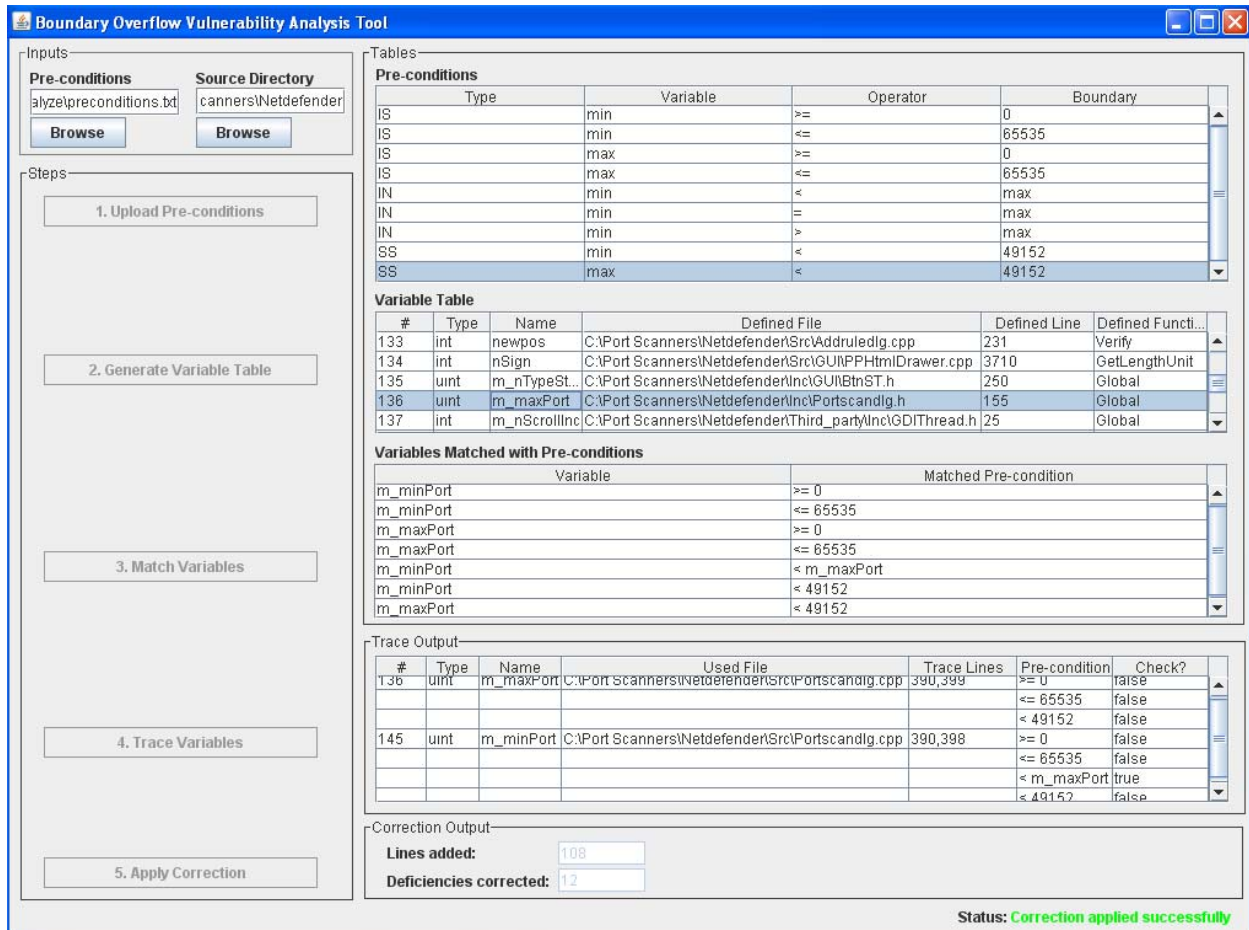 Boundary Overflow Vulnerability Analysis Tool
Inputs
Pre-conditions Source Directory
alyze\preconditions.txt canners\Netdefender
Browse Browse
Steps
1. Upload Pre-conditions
2. Generate Variable Table
3. Match Variables
4. Trace Variables
5. Apply Correction
Tables
Pre-conditions
Type Variable Operator Boundary
IS min >= 0
IS min <= 65535
IS max >= 0
IS max <= 65535
IN min < max
IN min = max
IN min > max
SS min < 49152
SS max < 49152
Variable Table
# Type Name Defined File Defined Line Defined Functi...
133 int newpos C:\Port Scanners\Netdefender\Src\Addruledlg.cpp 231 Verify
134 int nSign C:\Port Scanners\Netdefender\Src\GUI\PPHtmlDrawer.cpp 3710 GetLengthUnit
135 uint m_nTypeSt... C:\Port Scanners\Netdefender\Inc\GUI\BtnST.h 250 Global
136 uint m_maxPort C:\Port Scanners\Netdefender\Inc\Portscandlg.h 155 Global
137 int m_nScrollInc C:\Port Scanners\Netdefender\Third_party\Inc\GDIThread.h 25 Global
Variables Matched with Pre-conditions
Variable Matched Pre-condition
m_minPort >= 0
m_minPort <= 65535
m_maxPort >= 0
m_maxPort <= 65535
m_minPort < m_maxPort
m_minPort < 49152
m_maxPort < 49152
Trace Output
# Type Name Used File Trace Lines Pre-condition Check?
136 uint m_maxPort C:\Port Scanners\Netdefender\Src\Portscandlg.cpp 390,399 >= 0 false
<= 65535 false
< 49152 false
145 uint m_minPort C:\Port Scanners\Netdefender\Src\Portscandlg.cpp 390,398 >= 0 false
<= 65535 false
< m_maxPort true
< 49152 false
Correction Output
Lines added: 108
Deficiencies corrected: 12
Status: Correction applied successfully